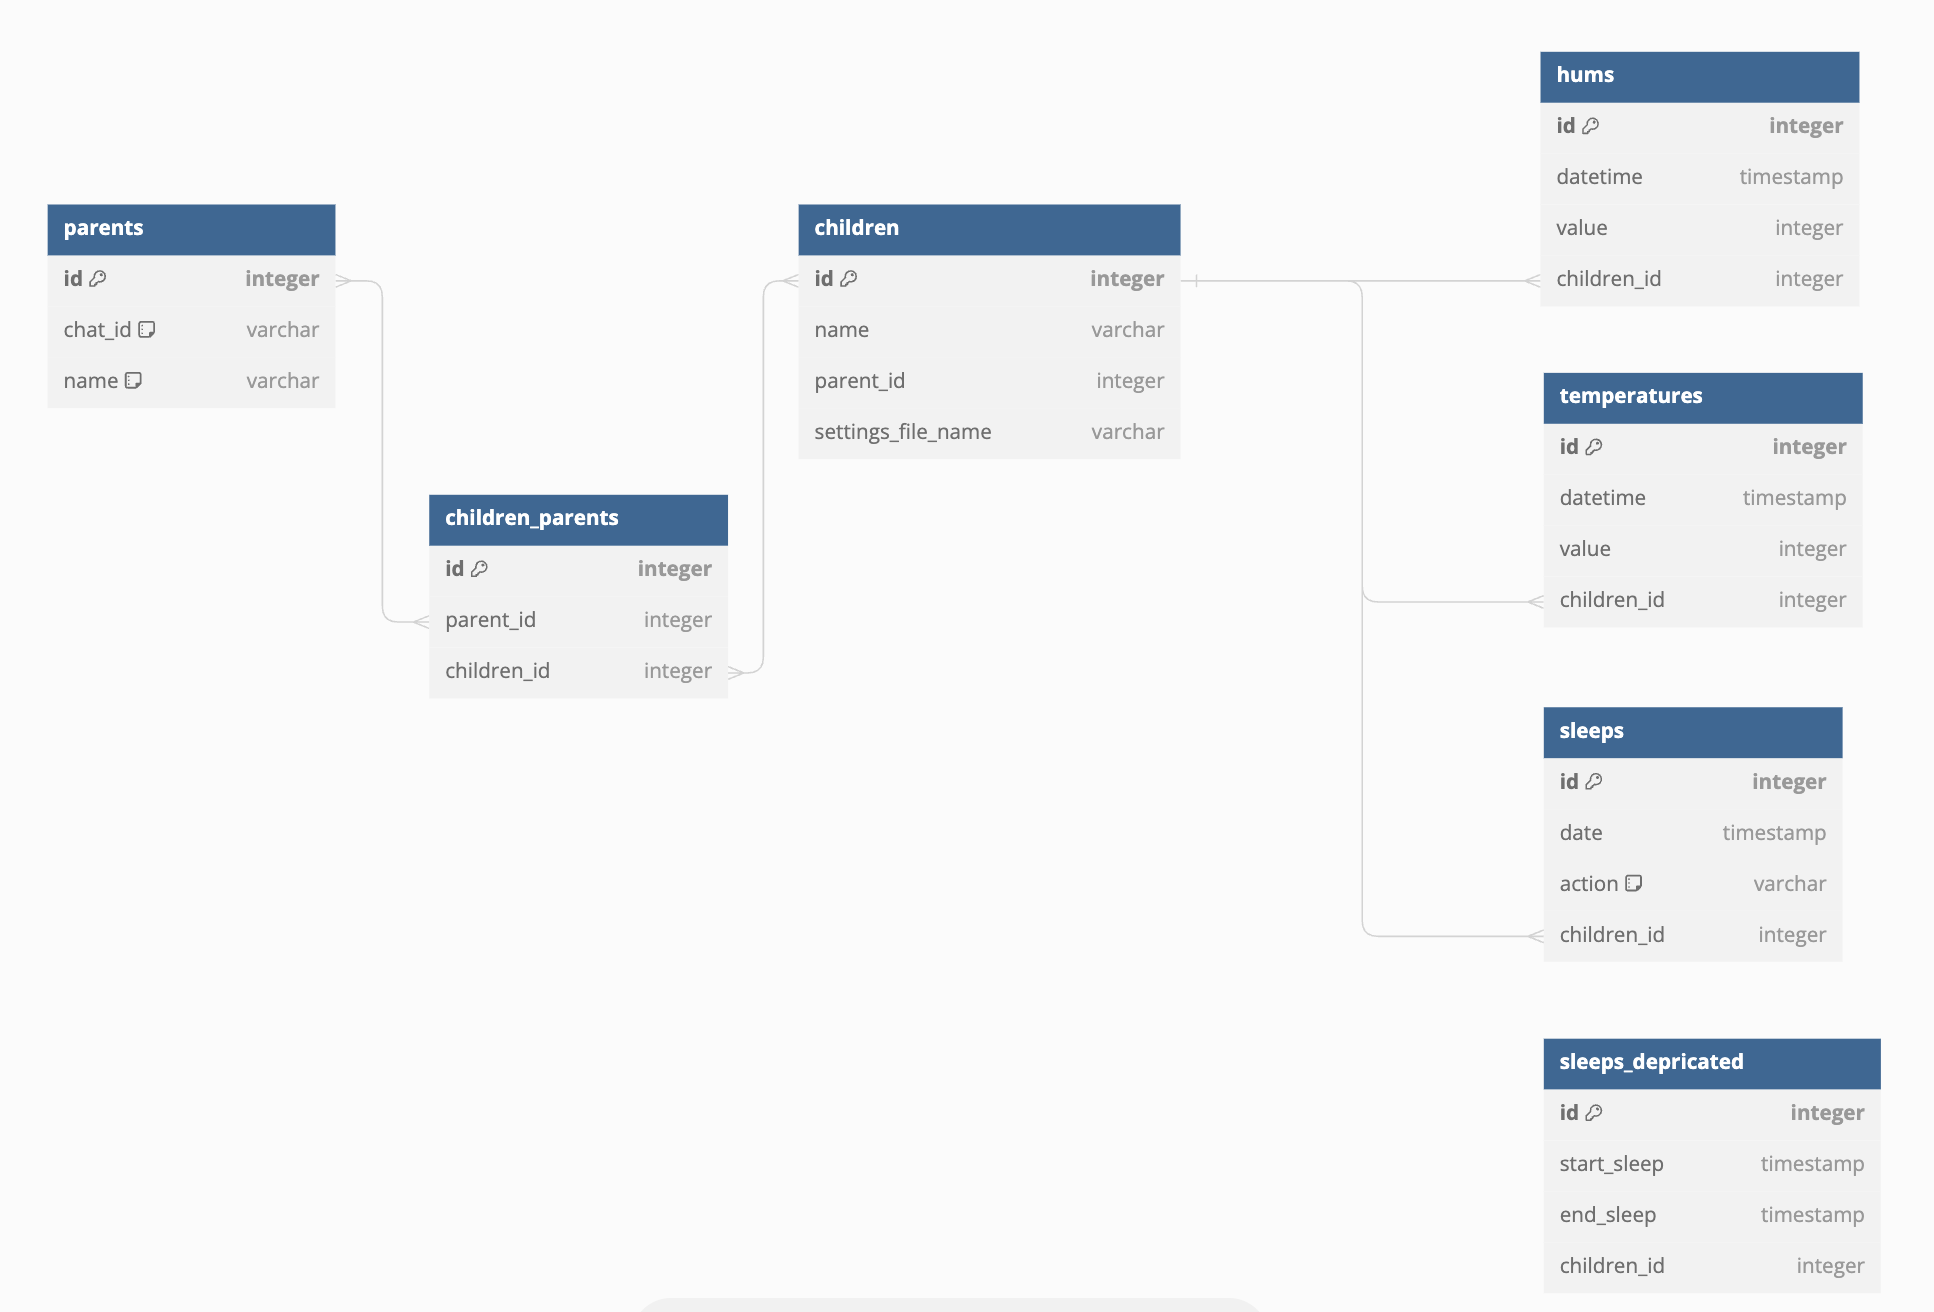 parents
id integer
chat_id varchar
name varchar
children_parents
id integer
parent_id integer
children_id integer
children
id integer
name varchar
parent_id integer
settings_file_name varchar
hums
id integer
datetime timestamp
value integer
children_id integer
temperatures
id integer
datetime timestamp
value integer
children_id integer
sleeps
id integer
date timestamp
action varchar
children_id integer
sleeps_depricated
id integer
start_sleep timestamp
end_sleep timestamp
children_id integer